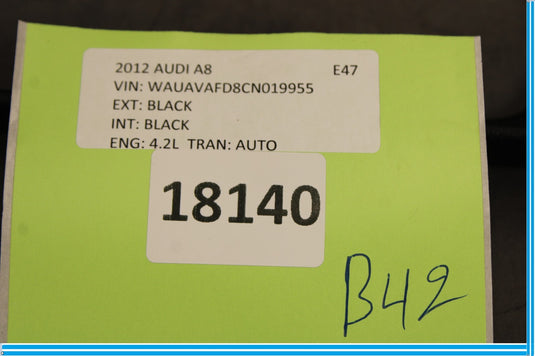 2012 AUDI A8 E47
VIN: WAUAVAFD8CN019955
EXT: BLACK
INT: BLACK
ENG: 4.2L TRAN: AUTO
18140
B42